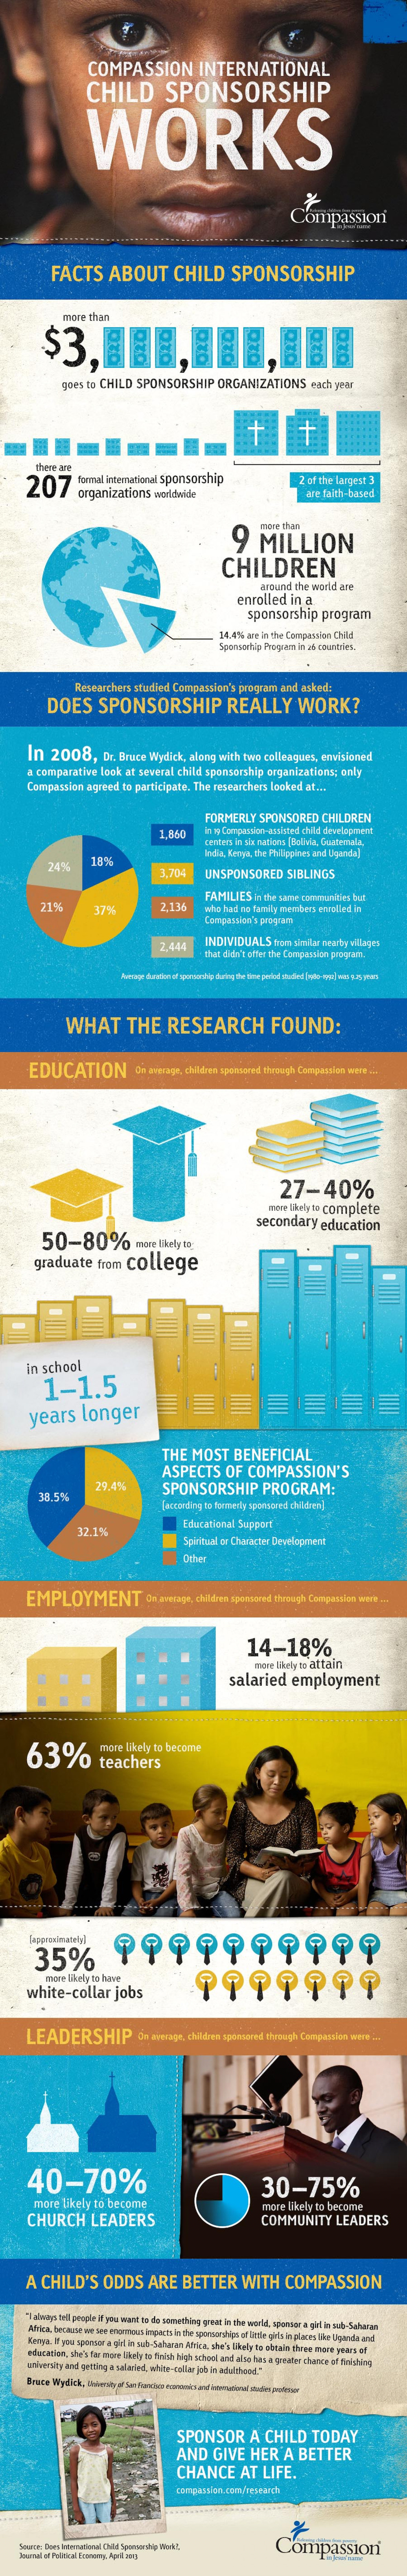 COMPASSION INTERNATIONAL
CHILD SPONSORSHIP
WORKS
Compassion®
in Jesus' name
FACTS ABOUT CHILD SPONSORSHIP
more than
$3,
goes to CHILD SPONSORSHIP ORGANIZATIONS each year
there are
207 formal international sponsorship
organizations worldwide
2 of the largest 3
are faith-based
more than
9 MILLION
CHILDREN
around the world are
enrolled in a
sponsorship program
14.4% are in the Compassion Child
Sponsorhip Program in 26 countries.
Researchers studied Compassion's program and asked:
DOES SPONSORSHIP REALLY WORK?
In 2008, Dr. Bruce Wydick, along with two colleagues, envisioned
a comparative look at several child sponsorship organizations; only
Compassion agreed to participate. The researchers looked at...
24%
18%
21%
37%
1,860
FORMERLY SPONSORED CHILDREN
in 19 Compassion-assisted child development
centers in six nations [Bolivia, Guatemala,
India, Kenya, the Philippines and Uganda]
3,704
UNSPONSORED SIBLINGS
2,136
FAMILIES in the same communities but
who had no family members enrolled in
Compassion's program
2,444
INDIVIDUALS from similar nearby villages
that didn't offer the Compassion program.
Average duration of sponsorship during the time period studied [1980-1992] was 9.25 years
WHAT THE RESEARCH FOUND:
EDUCATION On average, children sponsored through Compassion were ...
27–40%
more likely to complete
secondary education
50–80% more likely to
graduate from college
in school
1–1.5
years longer
38.5%
29.4%
32.1%
THE MOST BENEFICIAL
ASPECTS OF COMPASSION'S
SPONSORSHIP PROGRAM:
[according to formerly sponsored children]
Educational Support
Spiritual or Character Development
Other
EMPLOYMENT On average, children sponsored through Compassion were ...
14–18%
more likely to attain
salaried employment
63% more likely to become
teachers
[approximately]
35%
more likely to have
white-collar jobs
LEADERSHIP On average, children sponsored through Compassion were ...
40–70%
more likely to become
CHURCH LEADERS
30–75%
more likely to become
COMMUNITY LEADERS
A CHILD'S ODDS ARE BETTER WITH COMPASSION
"I always tell people if you want to do something great in the world, sponsor a girl in sub-Saharan
Africa, because we see enormous impacts in the sponsorships of little girls in places like Uganda and
Kenya. If you sponsor a girl in sub-Saharan Africa, she's likely to obtain three more years of
education, she's far more likely to finish high school and also has a greater chance of finishing
university and getting a salaried, white-collar job in adulthood."
Bruce Wydick, University of San Francisco economics and international studies professor
SPONSOR A CHILD TODAY
AND GIVE HER A BETTER
CHANCE AT LIFE.
compassion.com/research
Source: Does International Child Sponsorship Work?,
Journal of Political Economy, April 2013
Compassion®
in Jesus' name